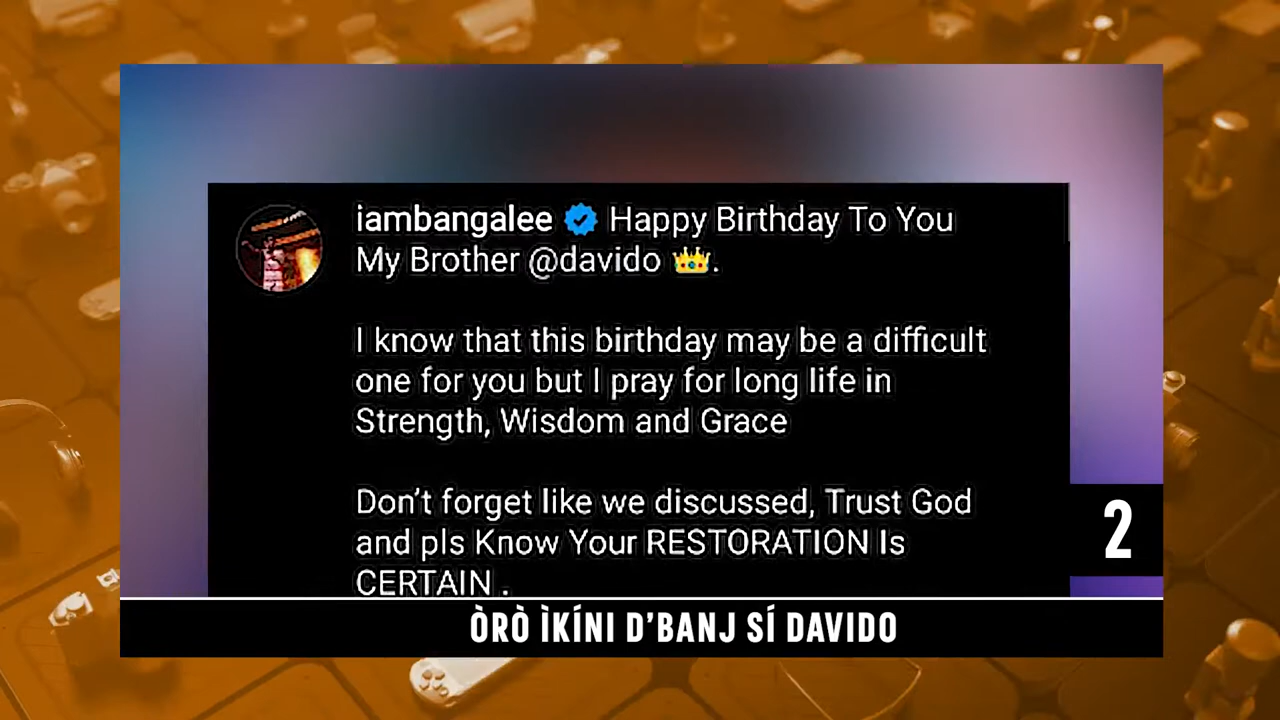 iambangalee Happy Birthday To You
My Brother @davido 👑.
I know that this birthday may be a difficult
one for you but I pray for long life in
Strength, Wisdom and Grace
Don't forget like we discussed, Trust God
and pls Know Your RESTORATION Is
CERTAIN .
2
ÒRÒ ÌKÍNI D'BANJ SÍ DAVIDO